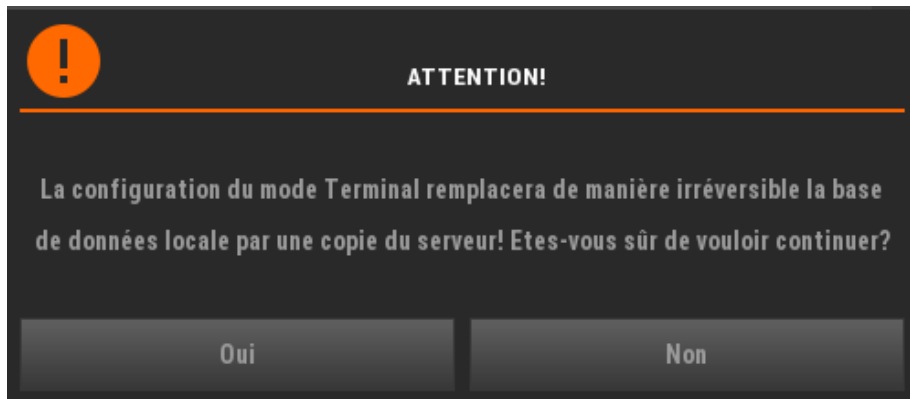 !
ATTENTION!
La configuration du mode Terminal remplacera de manière irréversible la base
de données locale par une copie du serveur! Etes-vous sûr de vouloir continuer?
Oui
Non